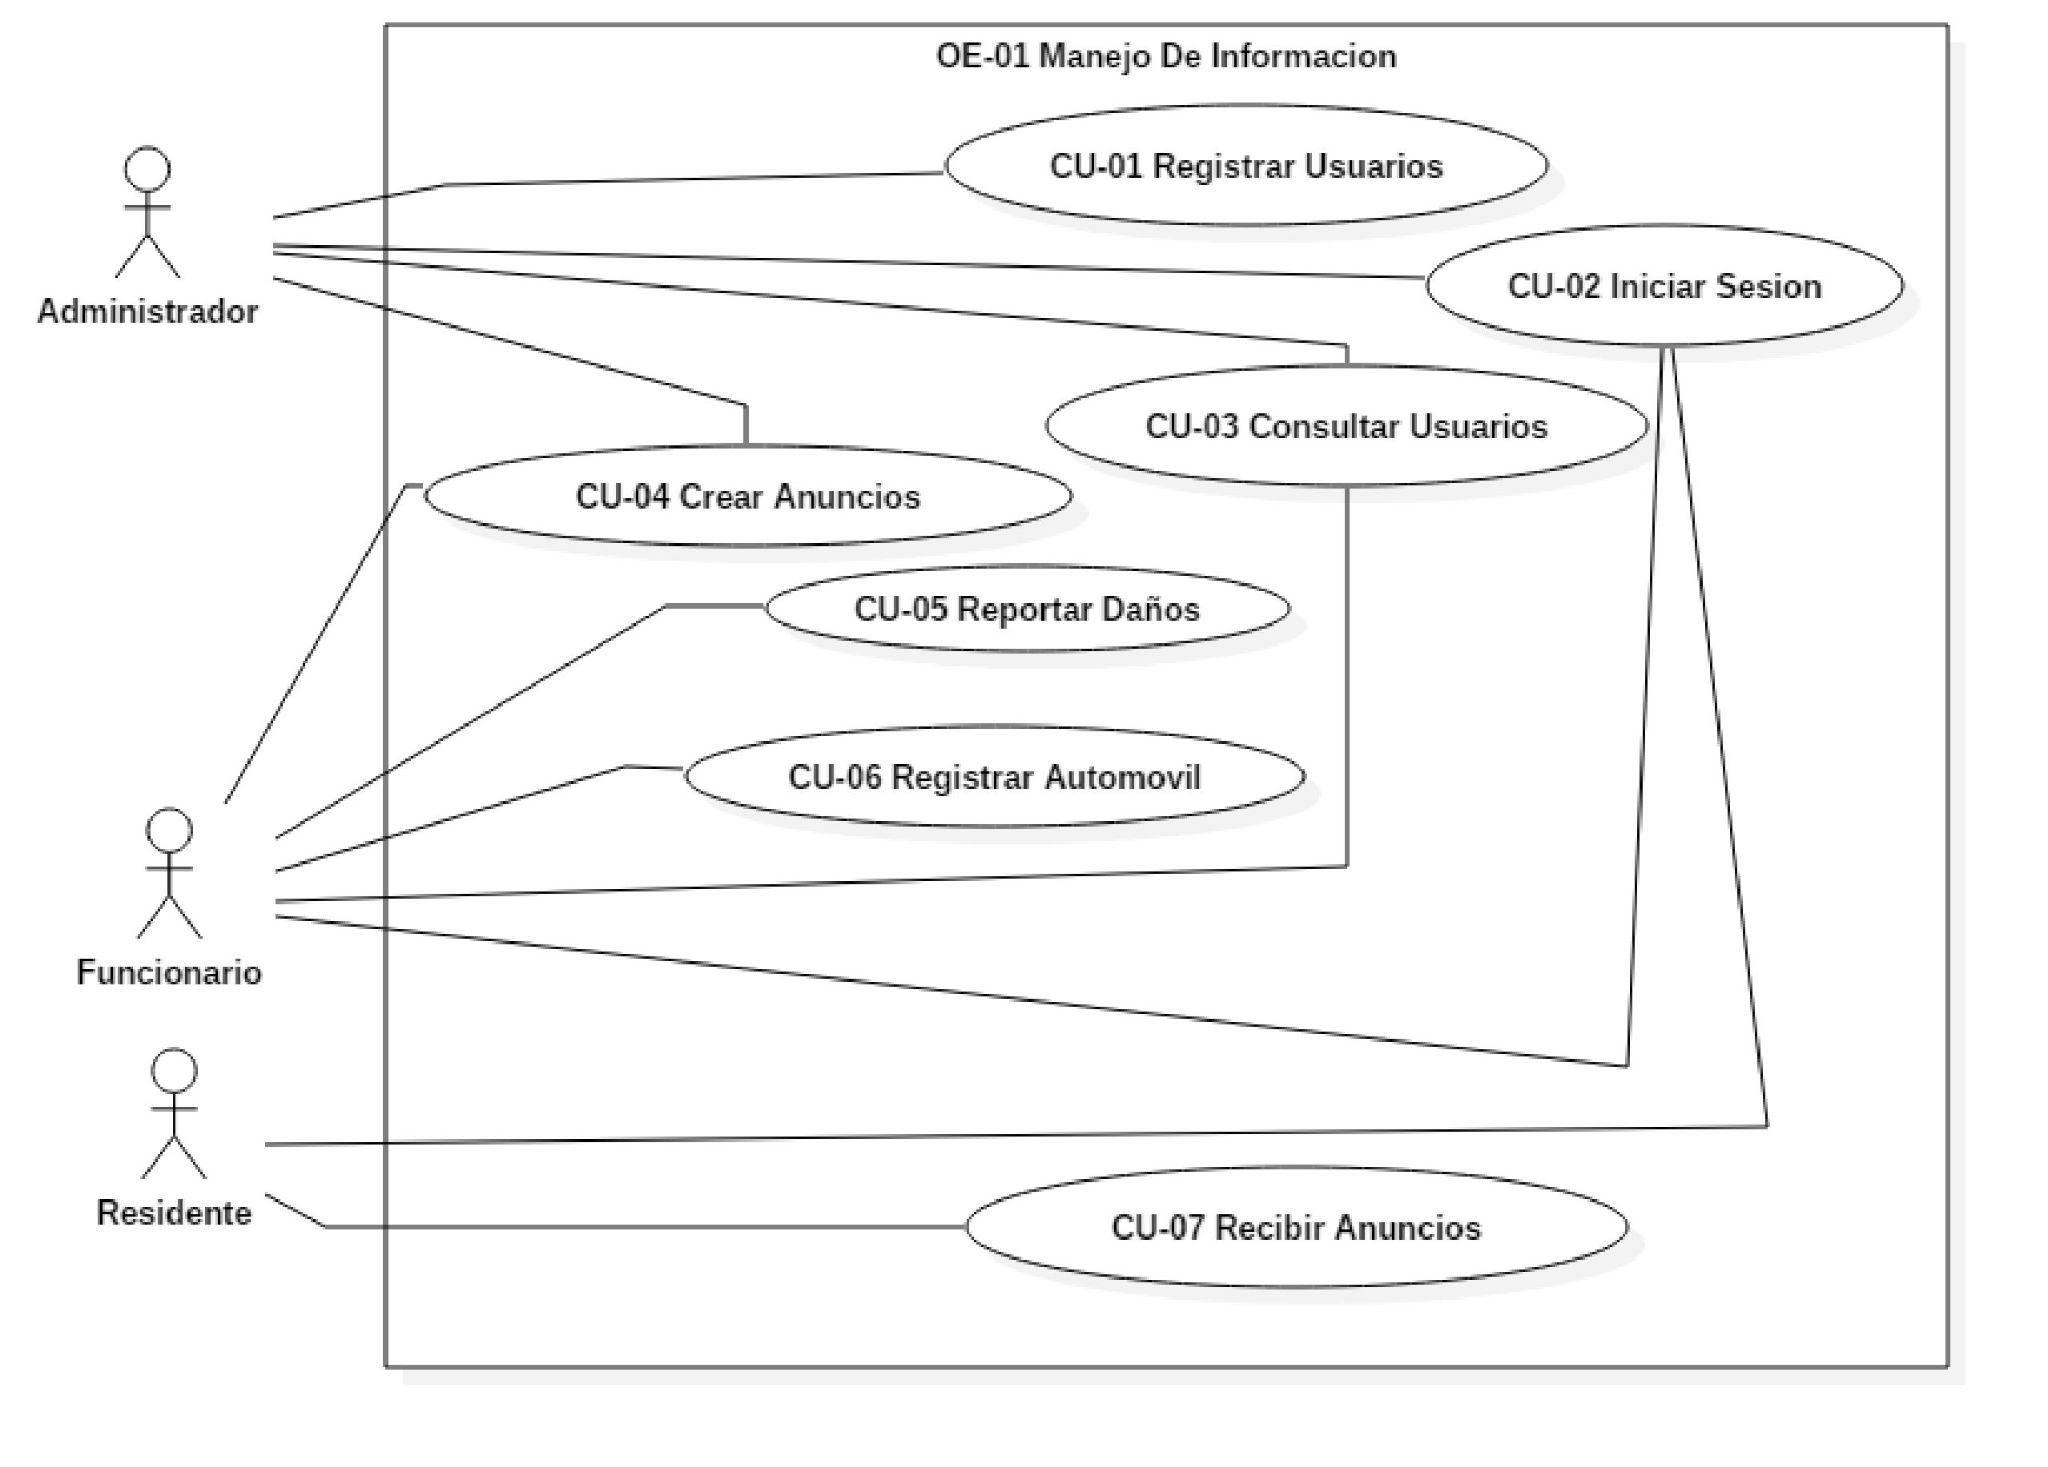 OE-01 Manejo De Informacion
CU-01 Registrar Usuarios
CU-02 Iniciar Sesion
Administrador
CU-03 Consultar Usuarios
CU-04 Crear Anuncios
CU-05 Reportar Daños
CU-06 Registrar Automovil
Funcionario
Residente
CU-07 Recibir Anuncios